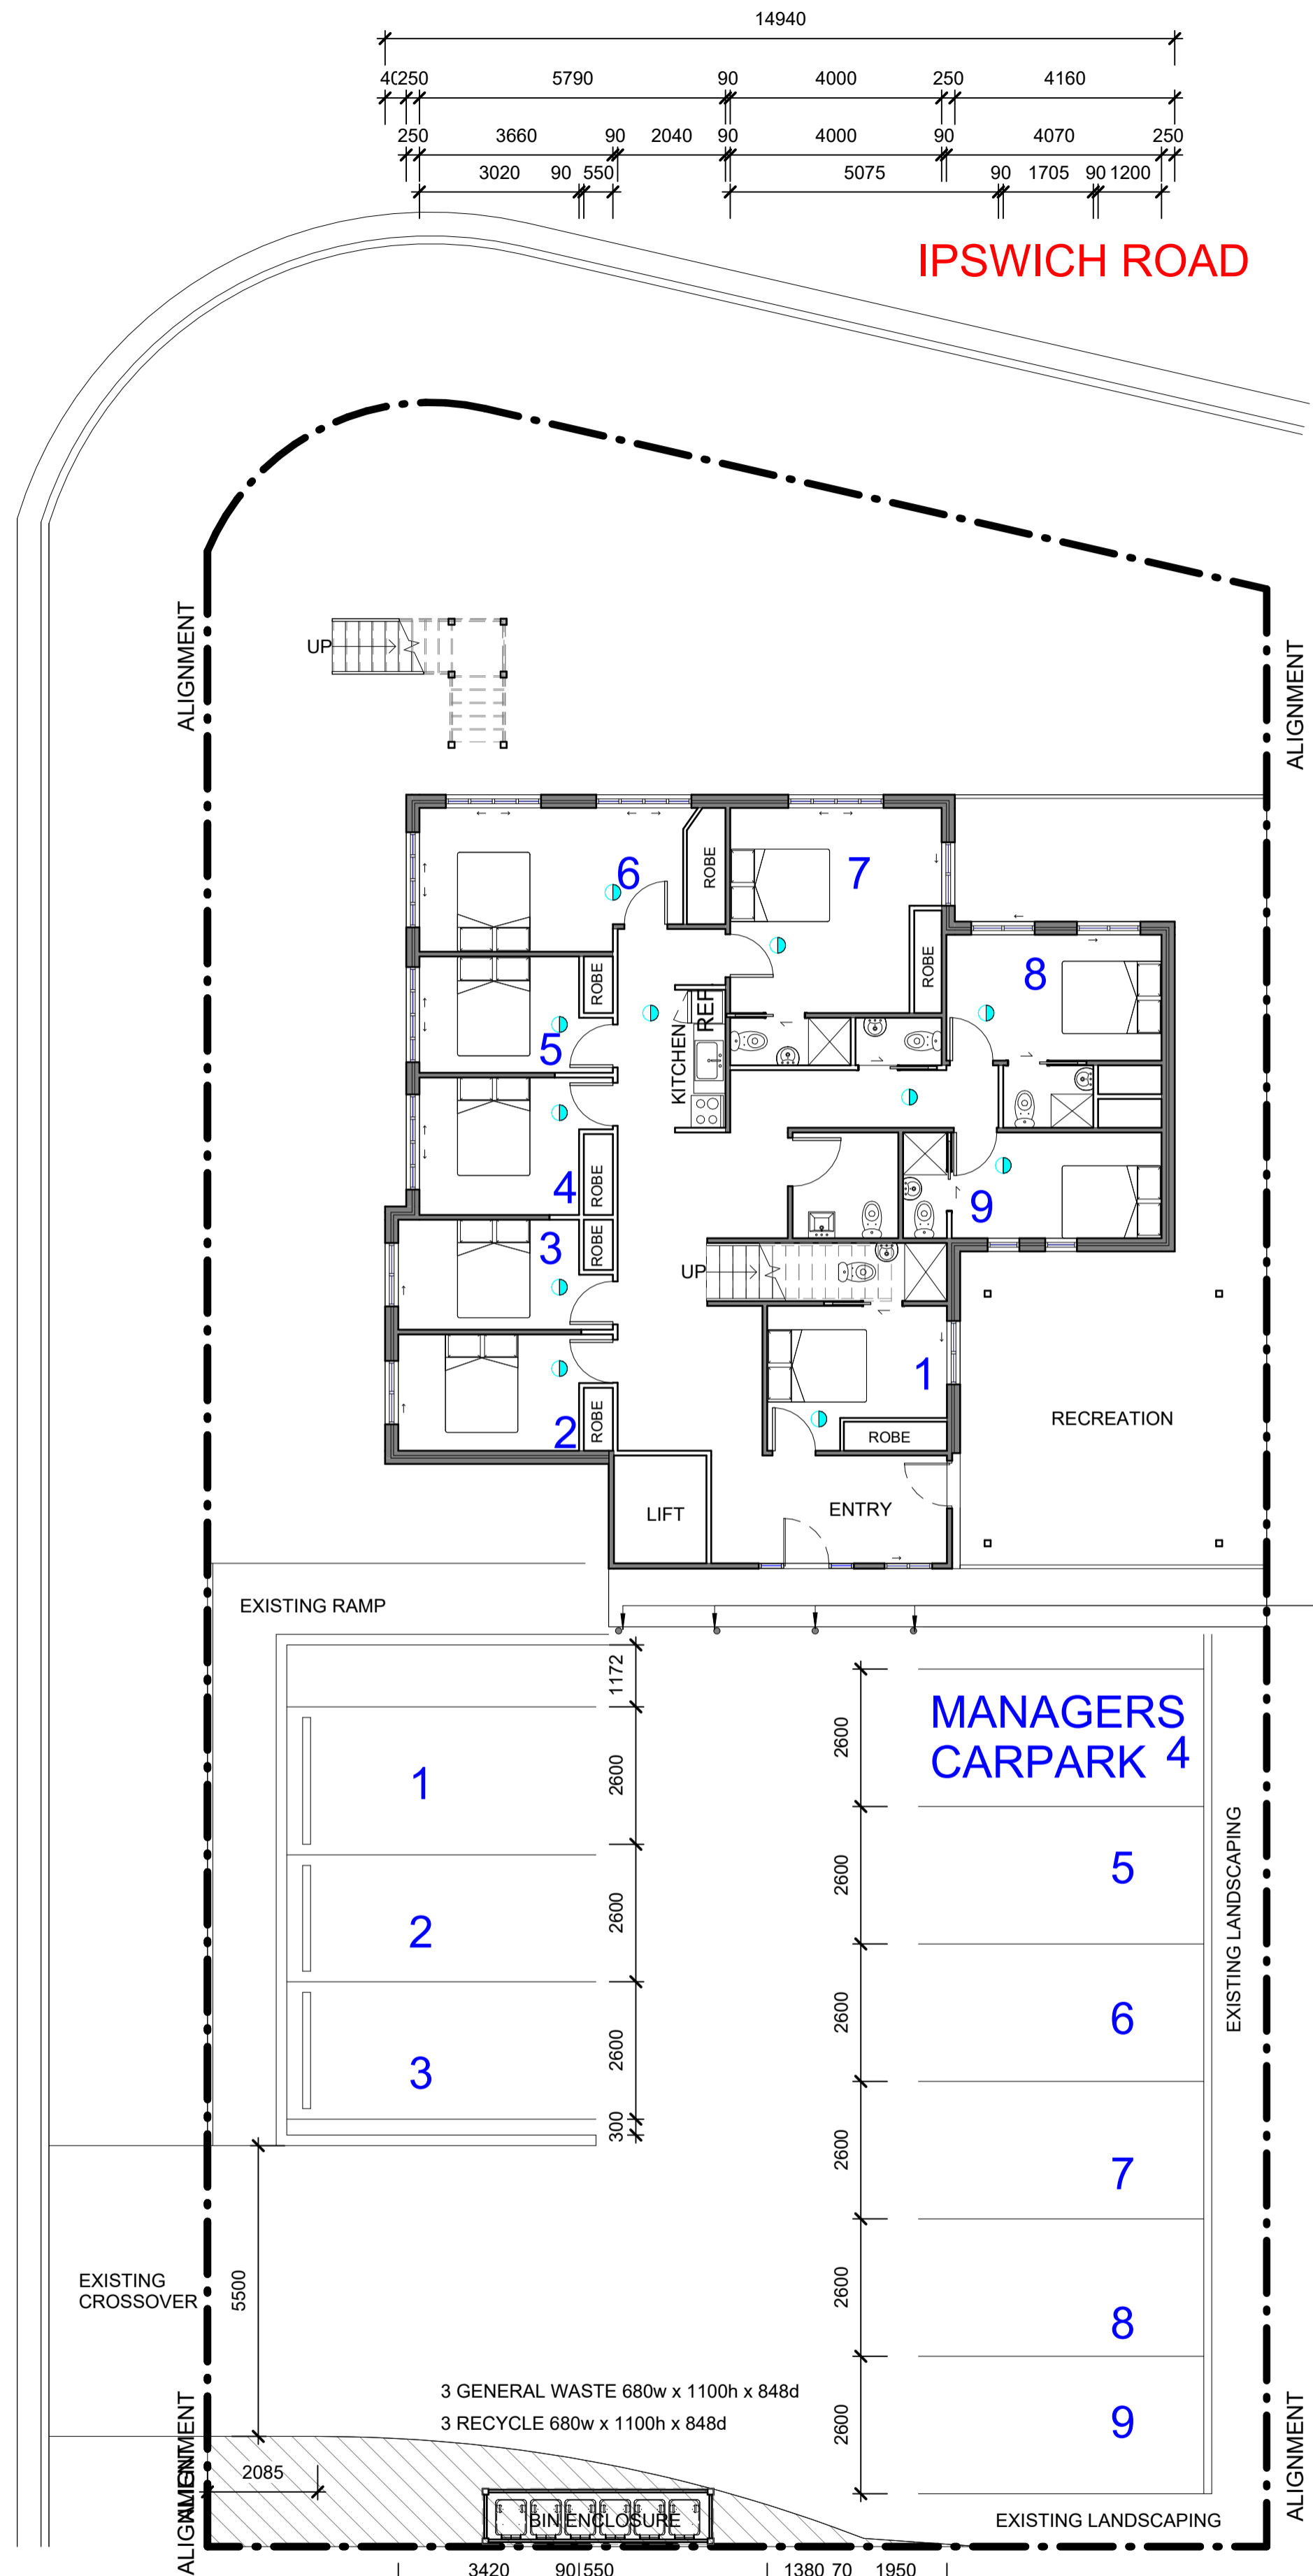 14940
40 250 5790 90 4000 250 4160
250 3660 90 2040 90 4000 90 4070 250
3020 90 550 5075 90 1705 90 1200
IPSWICH ROAD
ALIGNMENT
ALIGNMENT
UP
6
ROBE
7
ROBE
8
ROBE
5
REF
KITCHEN
4
ROBE
9
3
ROBE
UP
1
2
ROBE
ROBE
RECREATION
LIFT
ENTRY
EXISTING RAMP
1172
2600
MANAGERS
CARPARK 4
1
2600
5
2600
EXISTING LANDSCAPING
2
2600
6
2600
3
2600
300
7
2600
EXISTING
CROSSOVER
5500
8
2600
3 GENERAL WASTE 680w x 1100h x 848d
3 RECYCLE 680w x 1100h x 848d
9
2600
ALIGNMENT
ALIGNMENT
ALIGNMENT
2085
BIN ENCLOSURE
EXISTING LANDSCAPING
3420 90 550 1380 70 1950